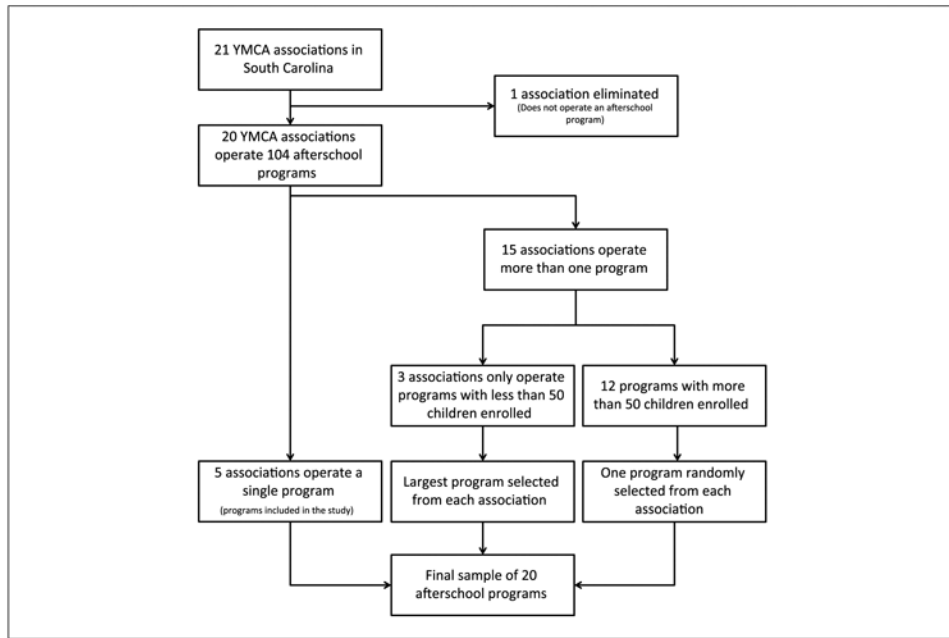 21 YMCA associations in
South Carolina
1 association eliminated
(Does not operate an afterschool
program)
20 YMCA associations
operate 104 afterschool
programs
15 associations operate
more than one program
3 associations only operate
programs with less than 50
children enrolled
12 programs with more
than 50 children enrolled
5 associations operate a
single program
(programs included in the study)
Largest program selected
from each association
One program randomly
selected from each
association
Final sample of 20
afterschool programs